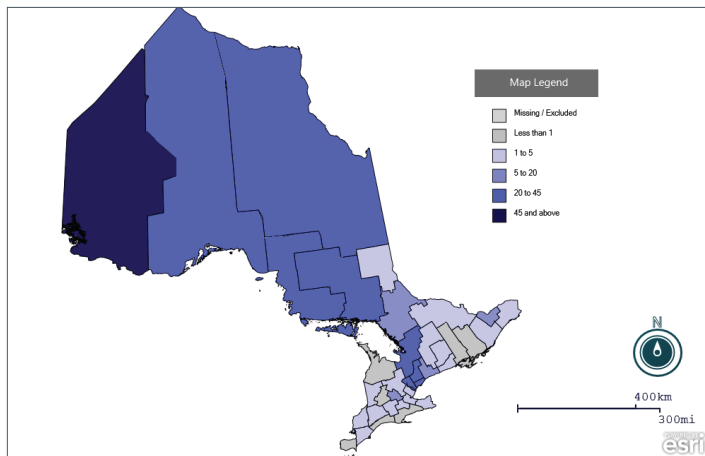 Map Legend
Missing / Excluded
Less than 1
1 to 5
5 to 20
20 to 45
45 and above
N
400km
300mi
esri